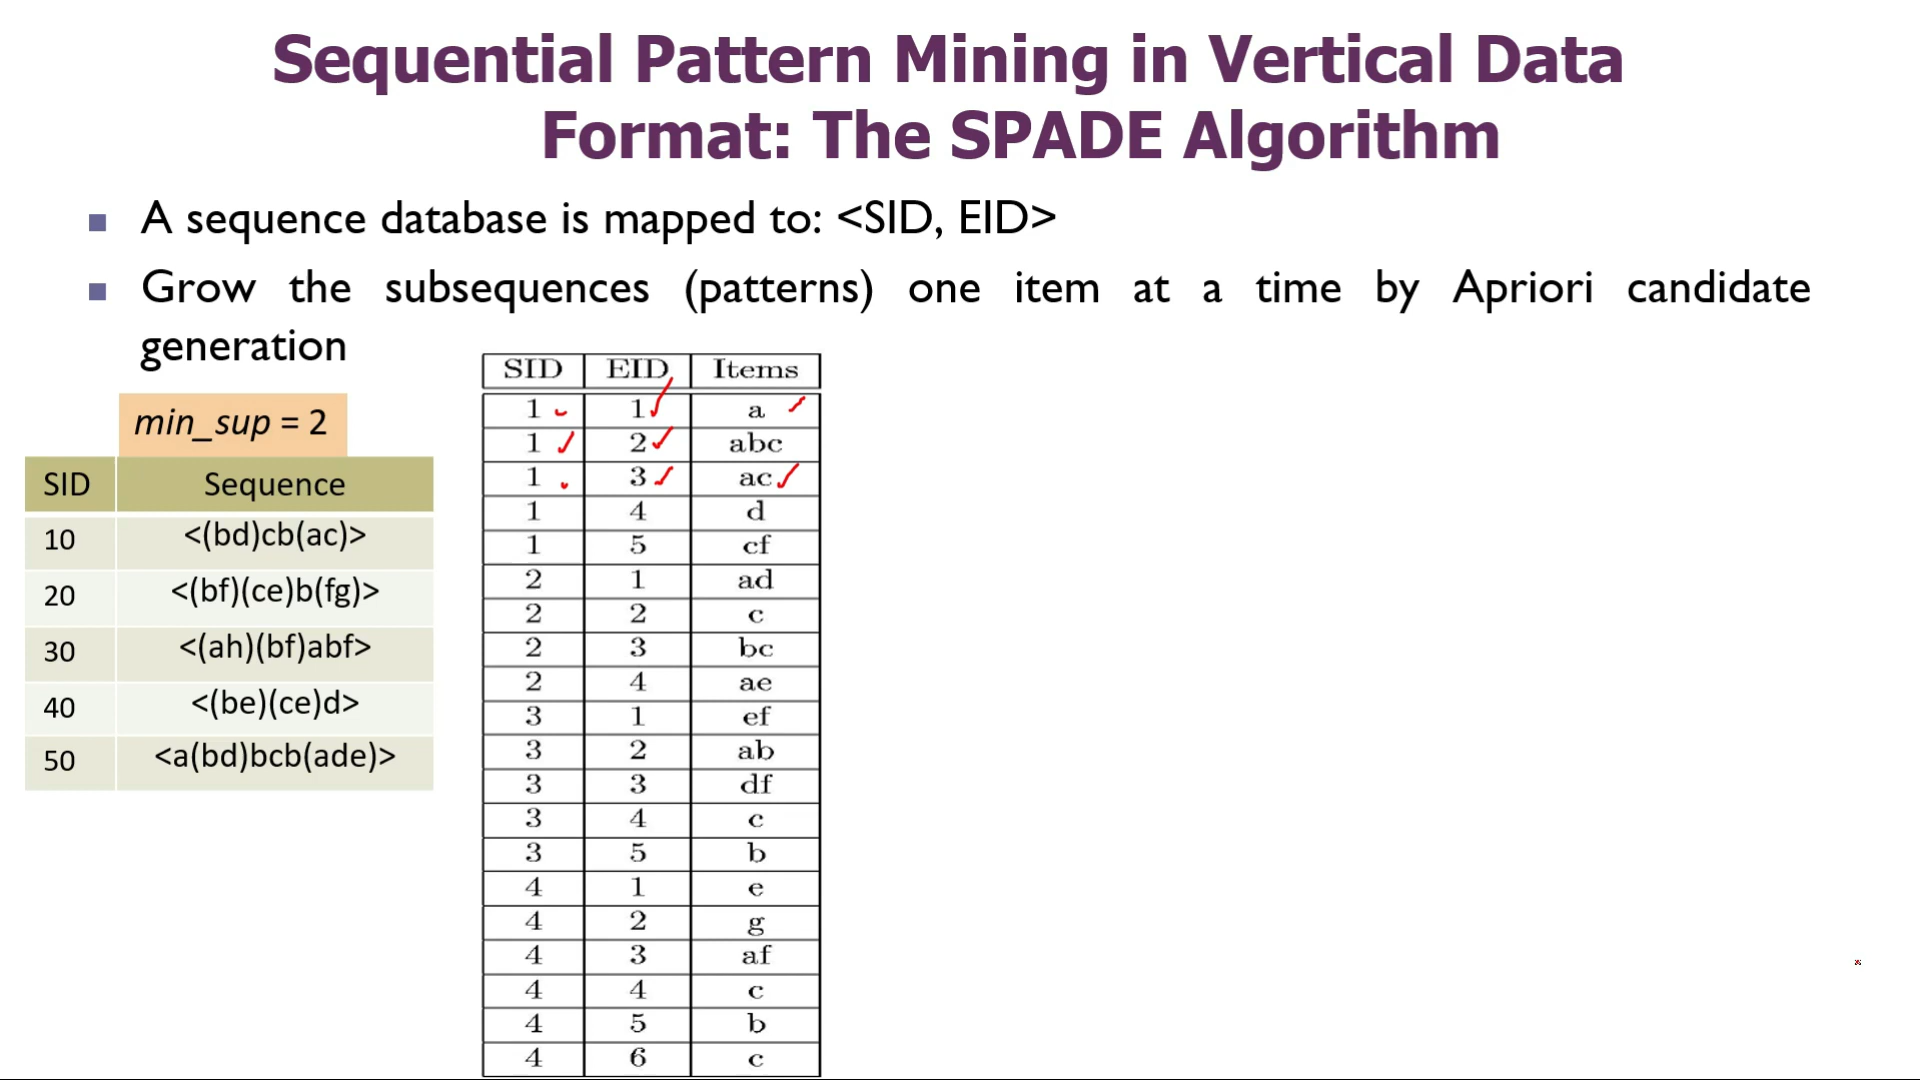 Sequential Pattern Mining in Vertical Data
Format: The SPADE Algorithm
A sequence database is mapped to: <SID, EID>
Grow the subsequences (patterns) one item at a time by Apriori candidate
generation
min_sup = 2
SID Sequence
10 <(bd)cb(ac)>
20 <(bf)(ce)b(fg)>
30 <(ah)(bf)abf>
40 <(be)(ce)d>
50 <a(bd)bcb(ade)>
SID EID Items
1 1 a
1 2 abc
1 3 ac
1 4 d
1 5 cf
2 1 ad
2 2 c
2 3 bc
2 4 ae
3 1 ef
3 2 ab
3 3 df
3 4 c
3 5 b
4 1 e
4 2 g
4 3 af
4 4 c
4 5 b
4 6 c